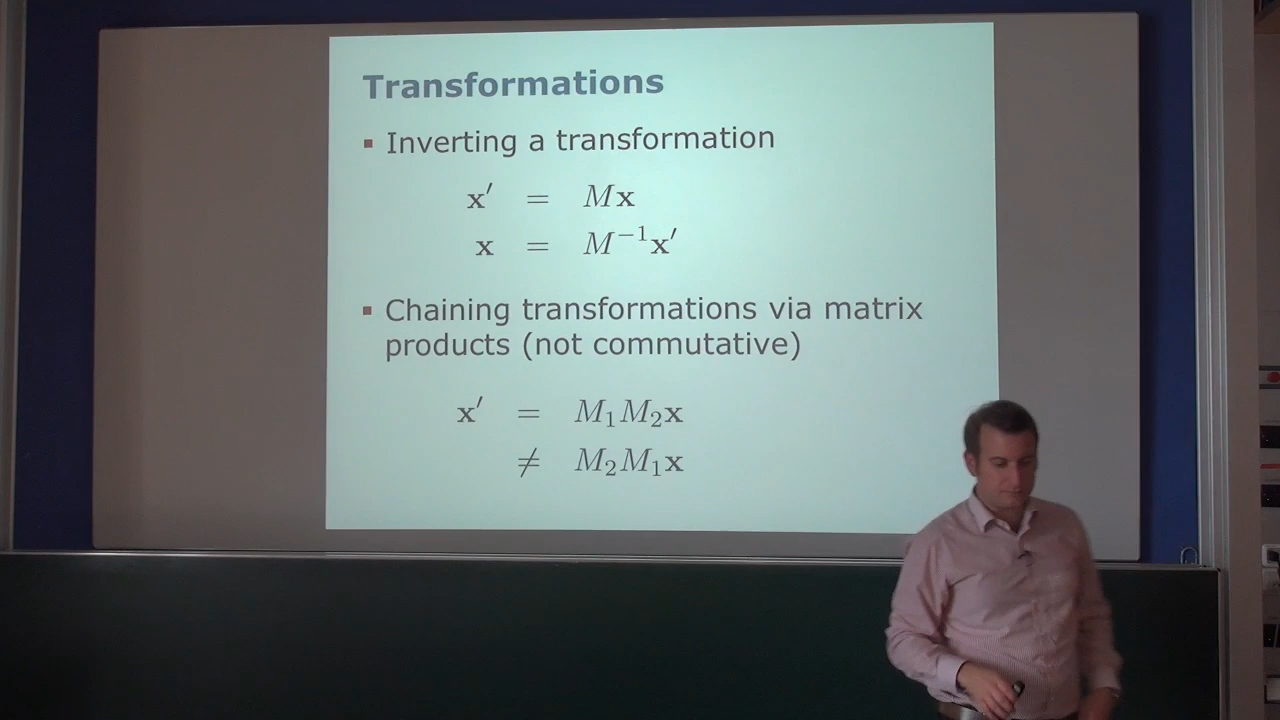 Transformations
▪ Inverting a transformation
x′ = Mx
x = M⁻¹x′
▪ Chaining transformations via matrix
products (not commutative)
x′ = M₁M₂x
≠ M₂M₁x